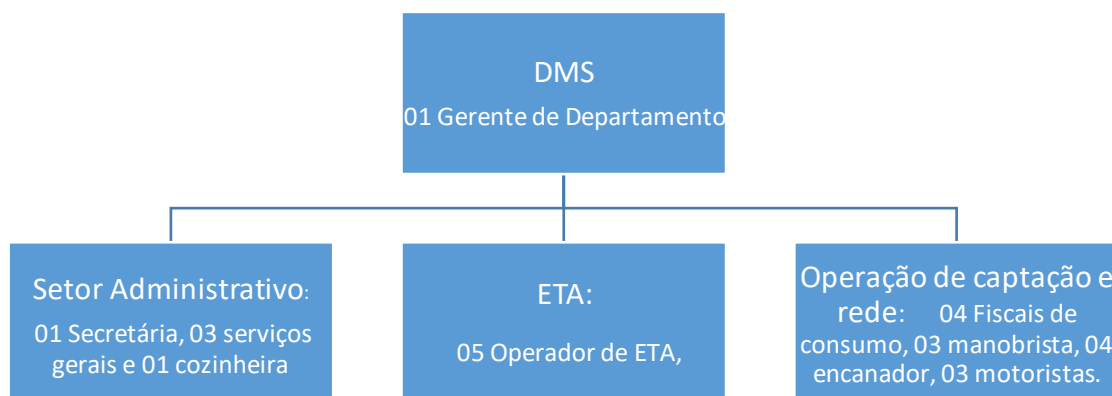 DMS
01 Gerente de Departamento
Setor Administrativo:
01 Secretária, 03 serviços
gerais e 01 cozinheira
ETA:
05 Operador de ETA,
Operação de captação e
rede: 04 Fiscais de
consumo, 03 manobrista, 04
encanador, 03 motoristas.